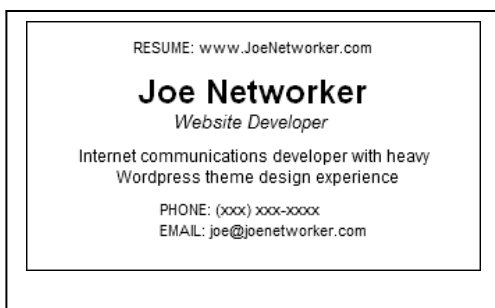 RESUME: www.JoeNetworker.com
Joe Networker
Website Developer
Internet communications developer with heavy
Wordpress theme design experience
PHONE: (xxx) xxx-xxxx
EMAIL: joe@joenetworker.com